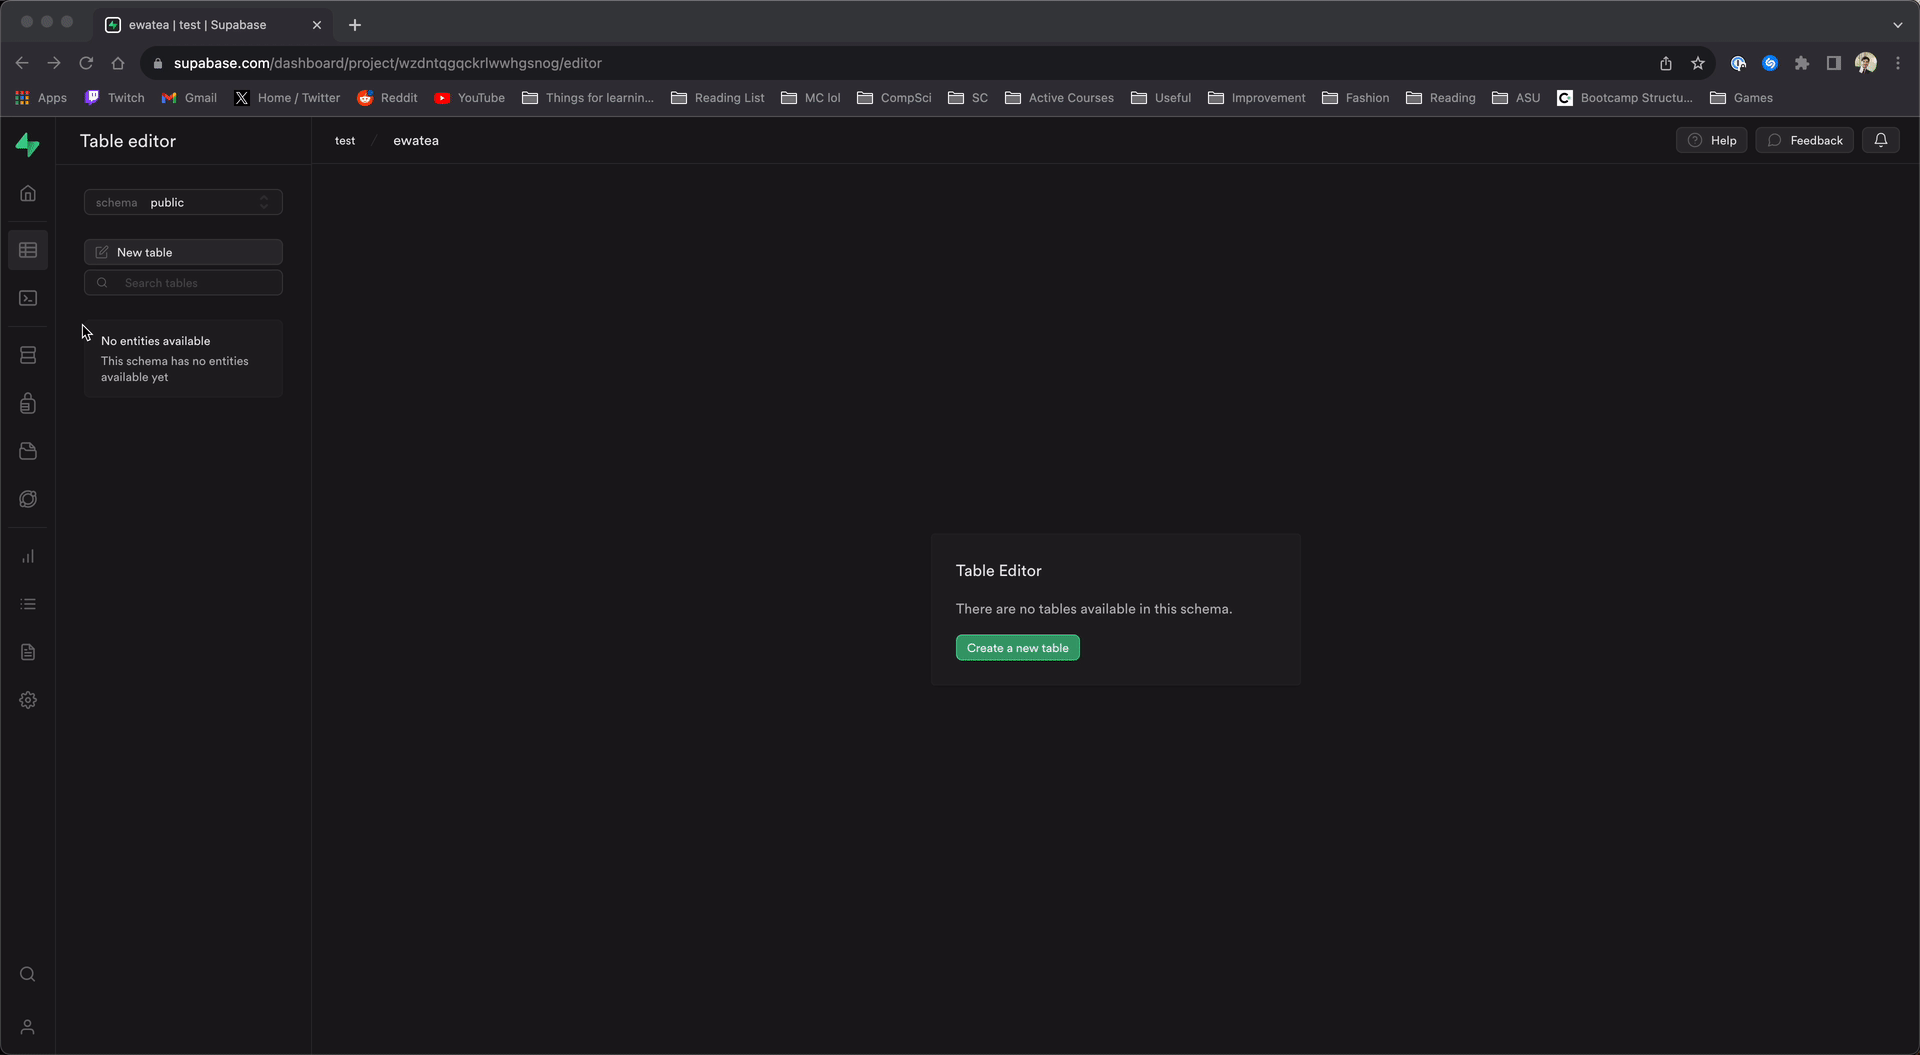 ewatea | test | Supabase
supabase.com/dashboard/project/wzdntqgqckrlwwhgsnog/editor
Apps Twitch Gmail Home / Twitter Reddit YouTube Things for learnin... Reading List MC lol CompSci SC Active Courses Useful Improvement Fashion Reading ASU Bootcamp Structu... Games
Table editor
test / ewatea
Help
Feedback
schema public
New table
Search tables
No entities available
This schema has no entities
available yet
Table Editor
There are no tables available in this schema.
Create a new table